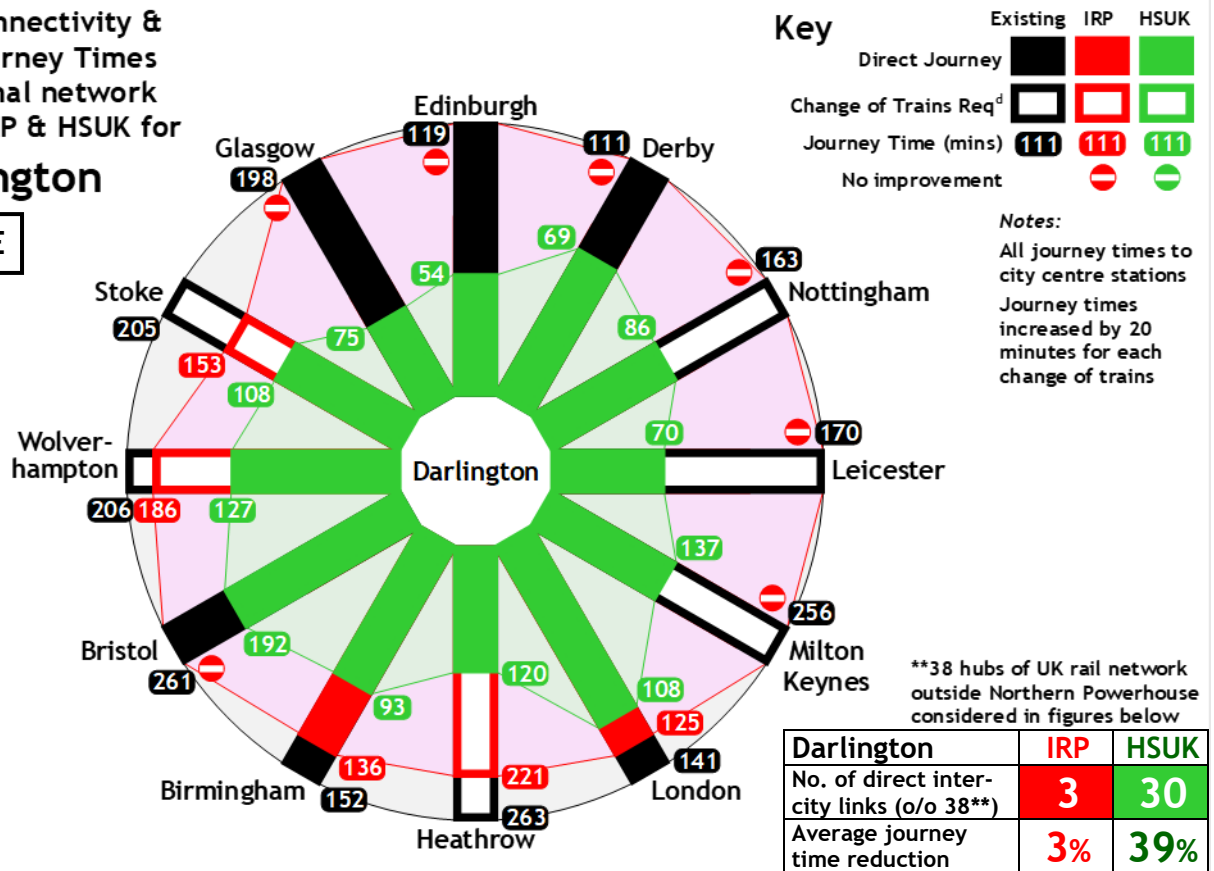 nnectivity &
rney Times
nal network
P & HSUK for
ngton
Key
Existing IRP HSUK
Direct Journey
Change of Trains Reqd
Journey Time (mins) 111 111 111
No improvement
Notes:
All journey times to
city centre stations
Journey times
increased by 20
minutes for each
change of trains
Edinburgh
119
54
Derby
111
69
Nottingham
163
86
Leicester
170
70
Milton
Keynes
256
137
London
141
125
108
Heathrow
263
221
120
Birmingham
152
136
93
Bristol
261
192
Wolver-
hampton
206 186 127
Stoke
205
153
108
Glasgow
198
75
Darlington
**38 hubs of UK rail network
outside Northern Powerhouse
considered in figures below
Darlington IRP HSUK
No. of direct inter-
city links (o/o 38**) 3 30
Average journey
time reduction 3% 39%